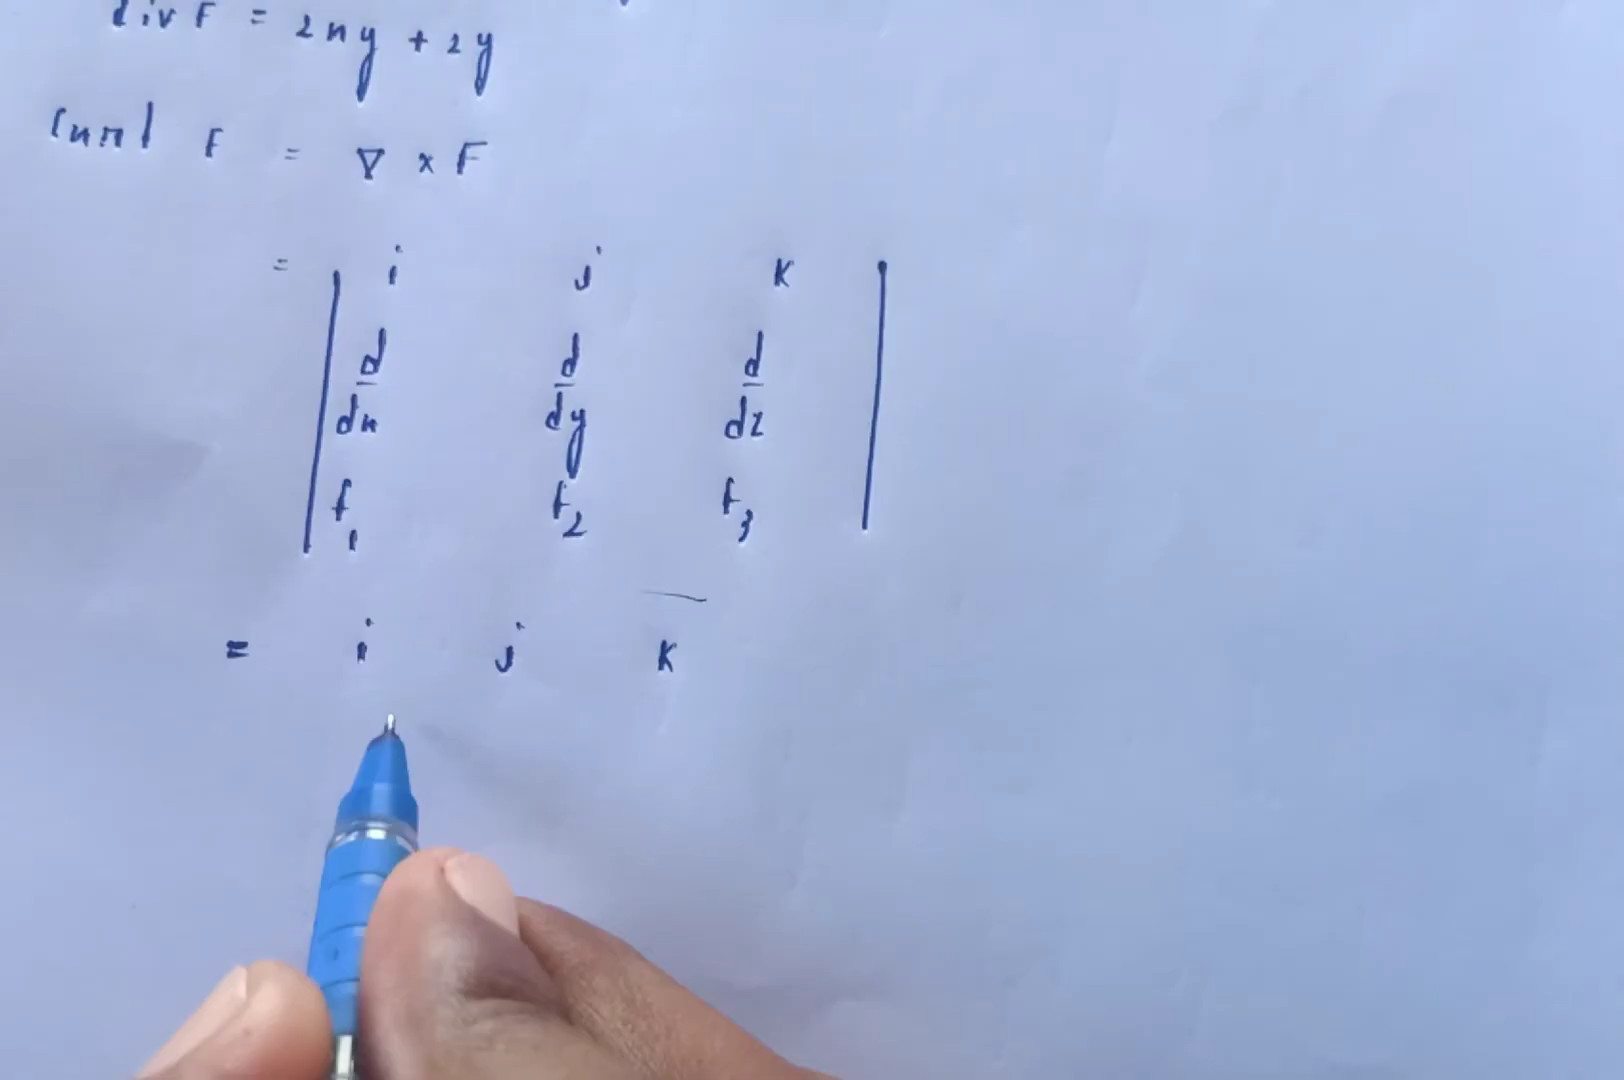 div F = 2xy + 2y
Curl F = ∇ × F
= | i j k |
d/dx d/dy d/dz
f₁ F₂ F₃
= i j k